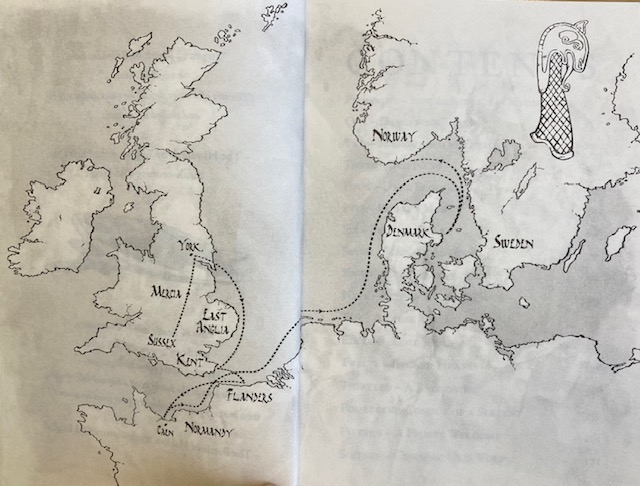 NORWAY
DENMARK
SWEDEN
YORK
MERCIA
EAST
ANGLIA
SUSSEX
KENT
FLANDERS
CAEN
NORMANDY